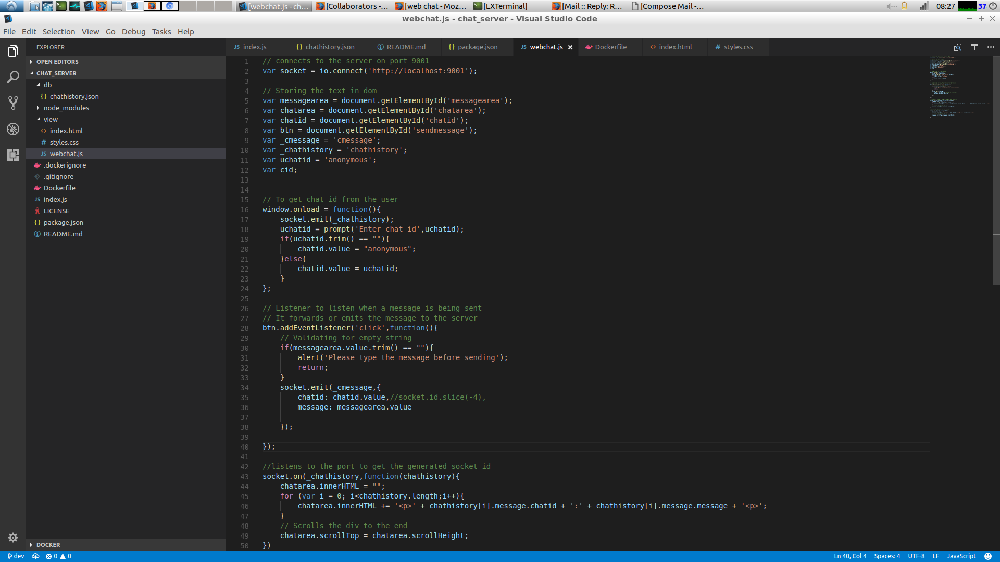 [webchat.js - ch...
[Collaborators -...
[web chat - Moz...
[LXTerminal]
[Mail :: Reply: R...
[Compose Mail -...
08:27
37
webchat.js - chat_server - Visual Studio Code
File Edit Selection View Go Debug Tasks Help
EXPLORER
OPEN EDITORS
CHAT_SERVER
db
{} chathistory.json
node_modules
view
<> index.html
# styles.css
JS webchat.js
.dockerignore
.gitignore
Dockerfile
JS index.js
LICENSE
{} package.json
README.md
DOCKER
JS index.js
{} chathistory.json
README.md
{} package.json
JS webchat.js
Dockerfile
<> index.html
# styles.css
1 // connects to the server on port 9001
2 var socket = io.connect('http://localhost:9001');
3
4 // Storing the text in dom
5 var messagearea = document.getElementById('messagearea');
6 var chatarea = document.getElementById('chatarea');
7 var chatid = document.getElementById('chatid');
8 var btn = document.getElementById('sendmessage');
9 var _cmessage = 'cmessage';
10 var _chathistory = 'chathistory';
11 var uchatid = 'anonymous';
12 var cid;
13
14
15 // To get chat id from the user
16 window.onload = function(){
17     socket.emit(_chathistory);
18     uchatid = prompt('Enter chat id',uchatid);
19     if(uchatid.trim() == ""){
20         chatid.value = "anonymous";
21     }else{
22         chatid.value = uchatid;
23     }
24 };
25
26 // Listener to listen when a message is being sent
27 // It forwards or emits the message to the server
28 btn.addEventListener('click',function(){
29     // Validating for empty string
30     if(messagearea.value.trim() == ""){
31         alert('Please type the message before sending');
32         return;
33     }
34     socket.emit(_cmessage,{
35         chatid: chatid.value,//socket.id.slice(-4),
36         message: messagearea.value
37
38     });
39
40 });
41
42 //listens to the port to get the generated socket id
43 socket.on(_chathistory,function(chathistory){
44     chatarea.innerHTML = "";
45     for (var i = 0; i<chathistory.length;i++){
46         chatarea.innerHTML += '<p>' + chathistory[i].message.chatid + ':' + chathistory[i].message.message + '<p>';
47     }
48     // Scrolls the div to the end
49     chatarea.scrollTop = chatarea.scrollHeight;
50 })
dev
0
0
Ln 40, Col 4
Spaces: 4
UTF-8
LF
JavaScript